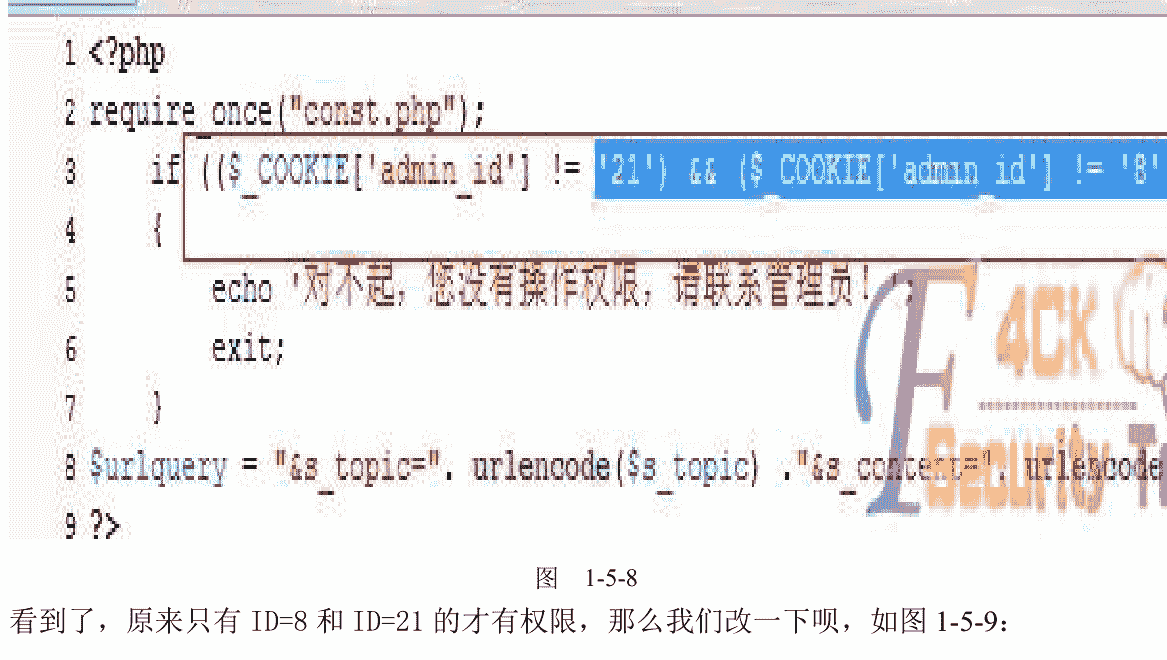 1 <?php
2 require_once("const.php");
3 if (($_COOKIE['admin_id'] != '21') && ($_COOKIE['admin_id'] != '8'
4 {
5 echo '对不起，您没有操作权限，请联系管理员！';
6 exit;
7 }
8 $urlquery = "&s_topic=". urlencode($s_topic) ."&s_content=". urlencode
9 ?>
F4CK
Security
图 1-5-8
看到了，原来只有 ID=8 和 ID=21 的才有权限，那么我们改一下呗，如图 1-5-9：